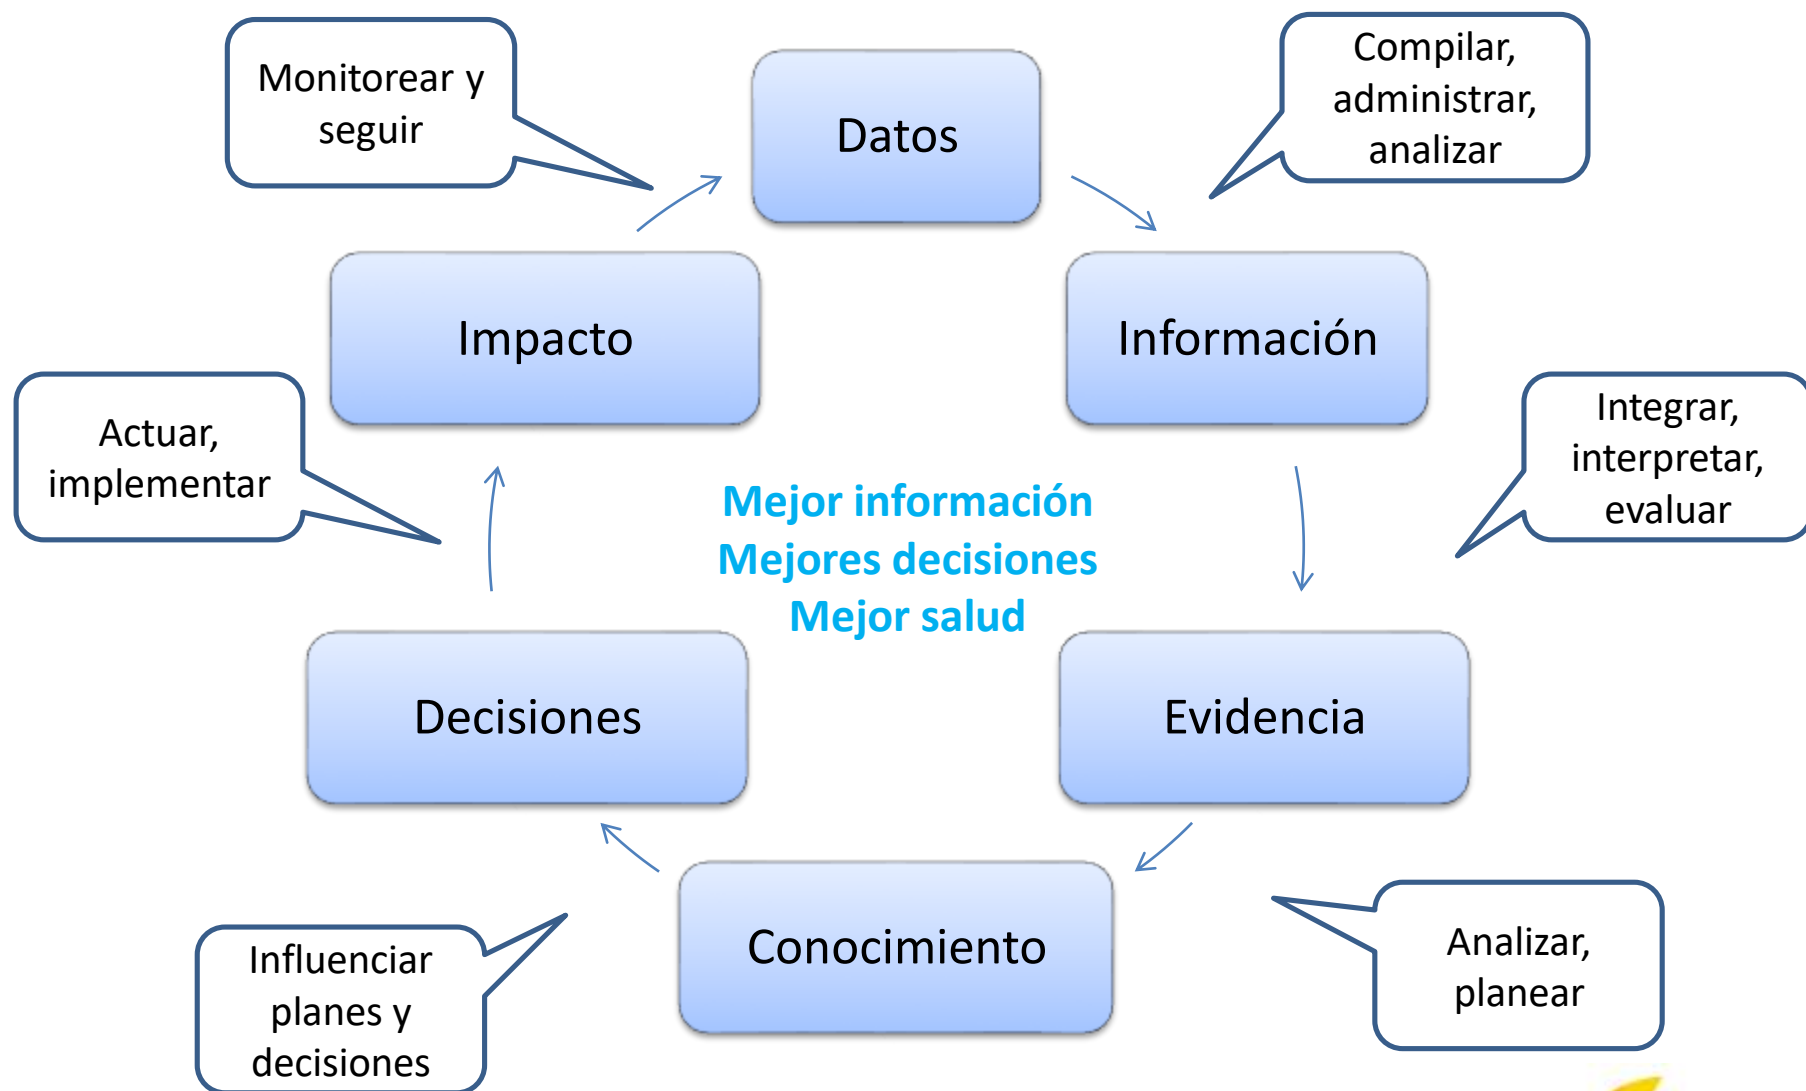 Monitorear y
seguir
Datos
Compilar,
administrar,
analizar
Impacto
Información
Actuar,
implementar
Integrar,
interpretar,
evaluar
Mejor información
Mejores decisiones
Mejor salud
Decisiones
Evidencia
Conocimiento
Influenciar
planes y
decisiones
Analizar,
planear